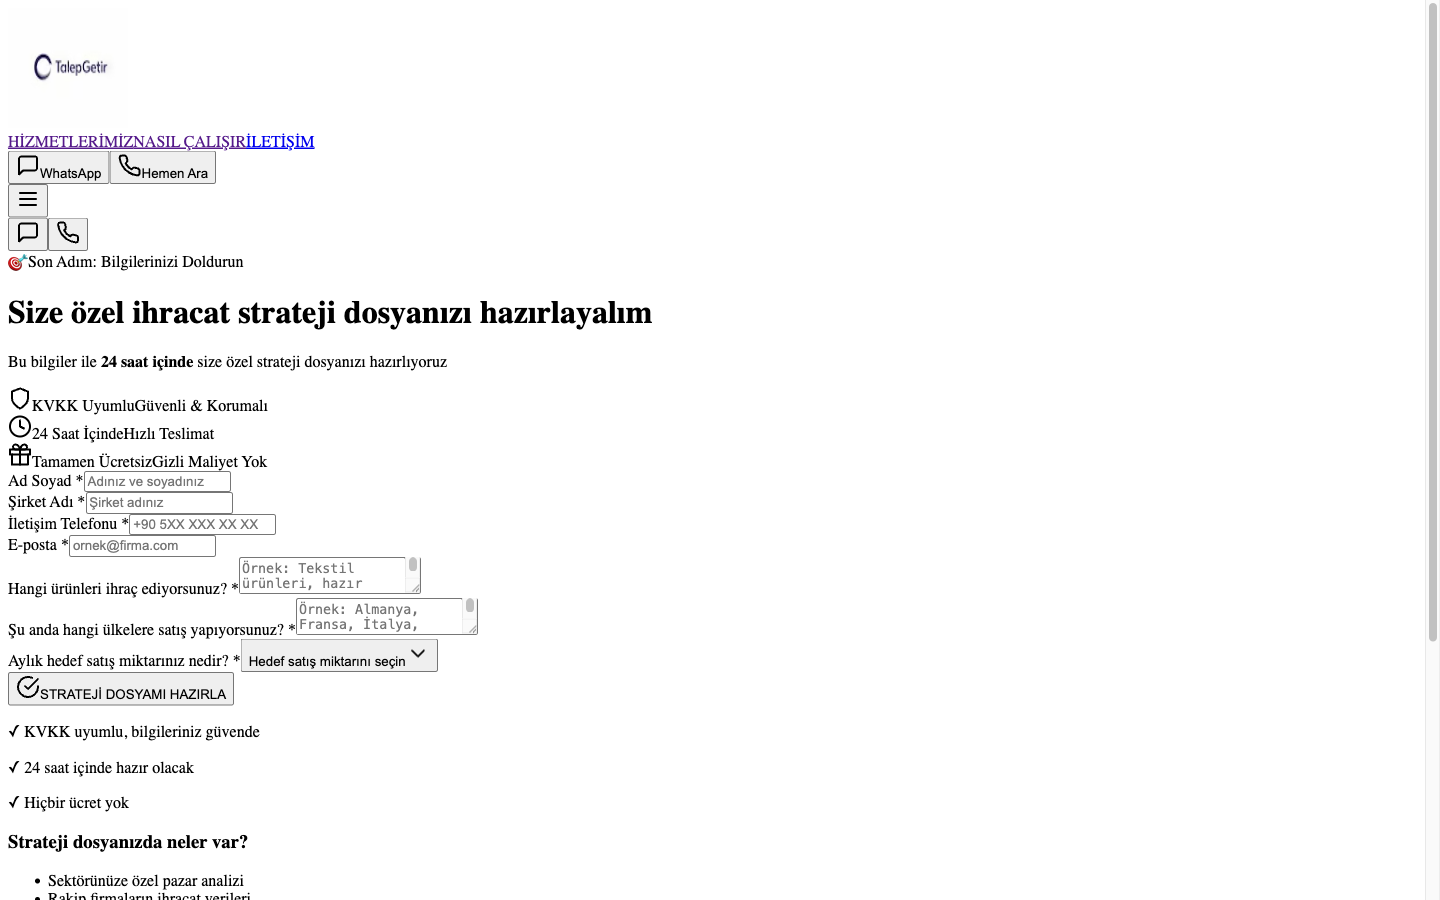 TalepGetir
HİZMETLERİMİZNASIL ÇALIŞIRİLETİŞİM
WhatsApp Hemen Ara
Son Adım: Bilgilerinizi Doldurun
Size özel ihracat strateji dosyanızı hazırlayalım
Bu bilgiler ile 24 saat içinde size özel strateji dosyanızı hazırlıyoruz
KVKK UyumluGüvenli & Korumalı
24 Saat İçindeHızlı Teslimat
Tamamen ÜcretsizGizli Maliyet Yok
Ad Soyad * Adınız ve soyadınız
Şirket Adı * Şirket adınız
İletişim Telefonu * +90 5XX XXX XX XX
E-posta * ornek@firma.com
Hangi ürünleri ihraç ediyorsunuz? * Örnek: Tekstil
ürünleri, hazır
Şu anda hangi ülkelere satış yapıyorsunuz? * Örnek: Almanya,
Fransa, İtalya,
Aylık hedef satış miktarınız nedir? * Hedef satış miktarını seçin
STRATEJİ DOSYAMI HAZIRLA
✓ KVKK uyumlu, bilgileriniz güvende
✓ 24 saat içinde hazır olacak
✓ Hiçbir ücret yok
Strateji dosyanızda neler var?
• Sektörünüze özel pazar analizi
• Rakip firmaların ihracat verileri